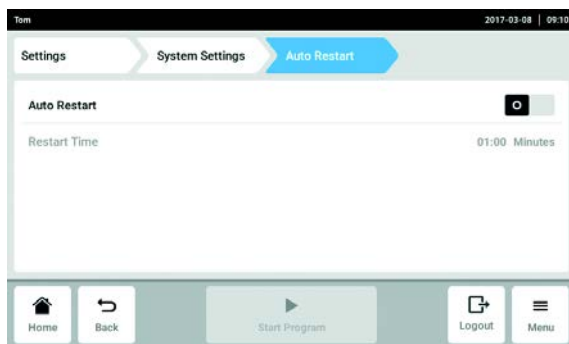 Tom 2017-03-08 | 09:10
Settings System Settings Auto Restart
Auto Restart O
Restart Time 01:00 Minutes
Home Back Start Program Logout Menu